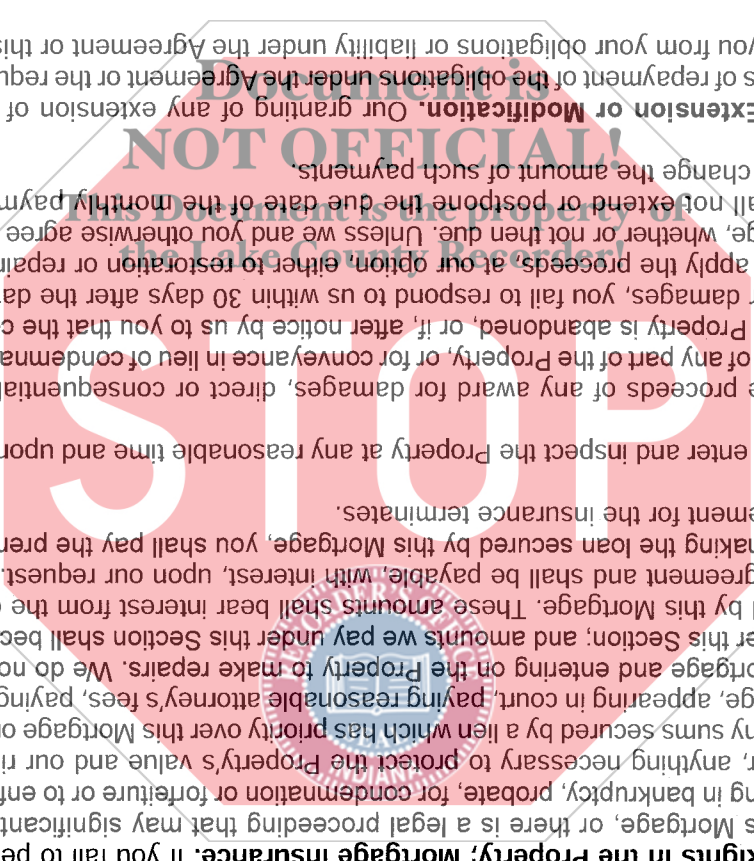 Document is
NOT OFFICIAL!
This Document is the property of
the Lake County Recorder!
STOP
RECORDER'S OFFICE
SEAL
INDIANA
ghts in the Property; Mortgage Insurance. If you fail to pe
s Mortgage, or there is a legal proceeding that may significant
ng in bankruptcy, probate, for condemnation or forfeiture or to enf
r, anything necessary to protect the Property's value and our ri
ny sums secured by a lien which has priority over this Mortgage or
ge, appearing in court, paying reasonable attorney's fees, paying
ortgage and entering on the Property to make repairs. We do no
er this Section; and amounts we pay under this Section shall bec
d by this Mortgage. These amounts shall bear interest from the
greement and shall be payable, with interest, upon our request.
making the loan secured by this Mortgage, you shall pay the prem
ement for the insurance terminates.
enter and inspect the Property at any reasonable time and upon
e proceeds of any award for damages, direct or consequential
of any part of the Property, or for conveyance in lieu of condemna
Property is abandoned, or if, after notice by us to you that the c
r damages, you fail to respond to us within 30 days after the da
apply the proceeds, at our option, either to restoration or repair
ge, whether or not then due. Unless we and you otherwise agree
all not extend or postpone the due date of the monthly paym
change the amount of such payments.
Extension or Modification. Our granting of any extension of
s of repayment of the obligations under the Agreement or the requ
ou from your obligations or liability under the Agreement or this